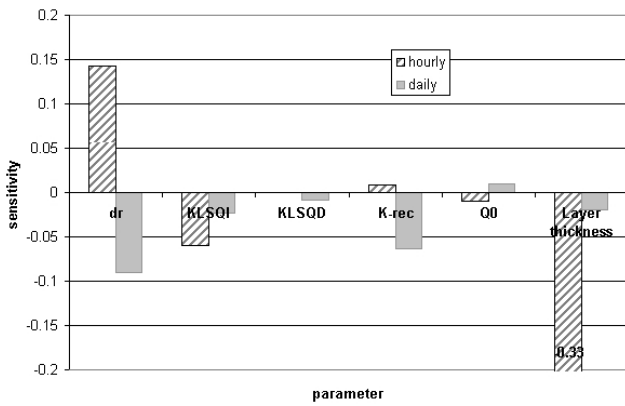 0.2
0.15
0.1
0.05
0
-0.05
-0.1
-0.15
-0.2
sensitivity
hourly
daily
dr
KLSQI
KLSQD
K-rec
Q0
Layer
thickness
-0.33
parameter